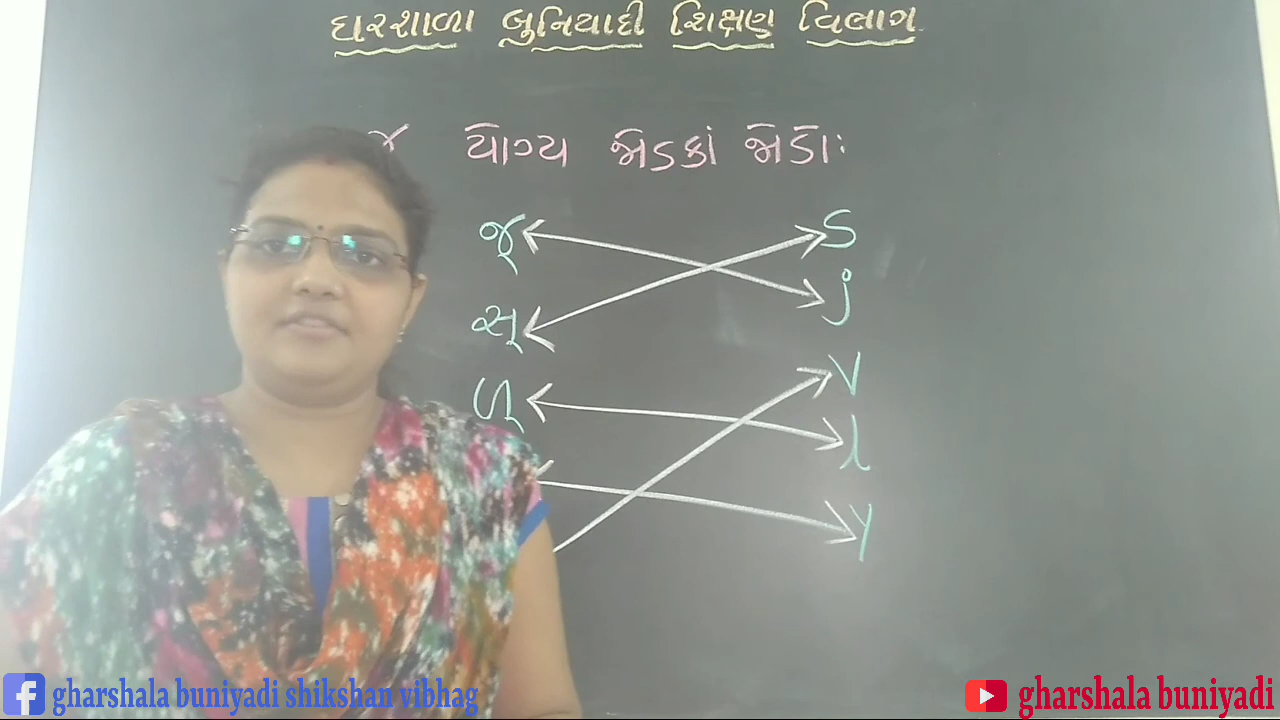 ઘરશાળા બુનિયાદી શિક્ષણ વિભાગ
યોગ્ય જોડકાં જોડો:
જ્ S
સ્ j
ળ્ V
l
y
gharshala buniyadi shikshan vibhag
gharshala buniyadi